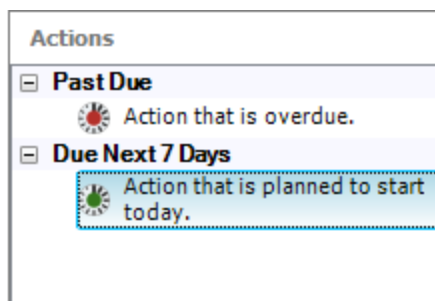 Actions
Past Due
Action that is overdue.
Due Next 7 Days
Action that is planned to start
today.